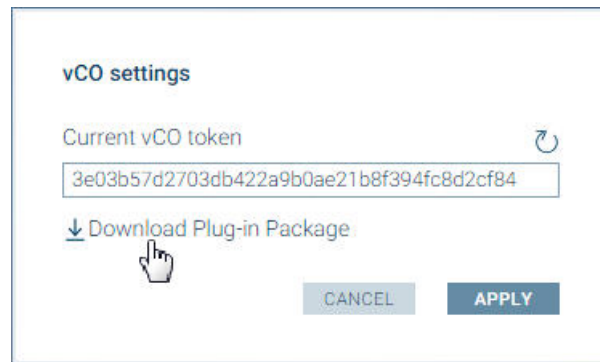 vCO settings
Current vCO token
3e03b57d2703db422a9b0ae21b8f394fc8d2cf84
Download Plug-in Package
CANCEL
APPLY